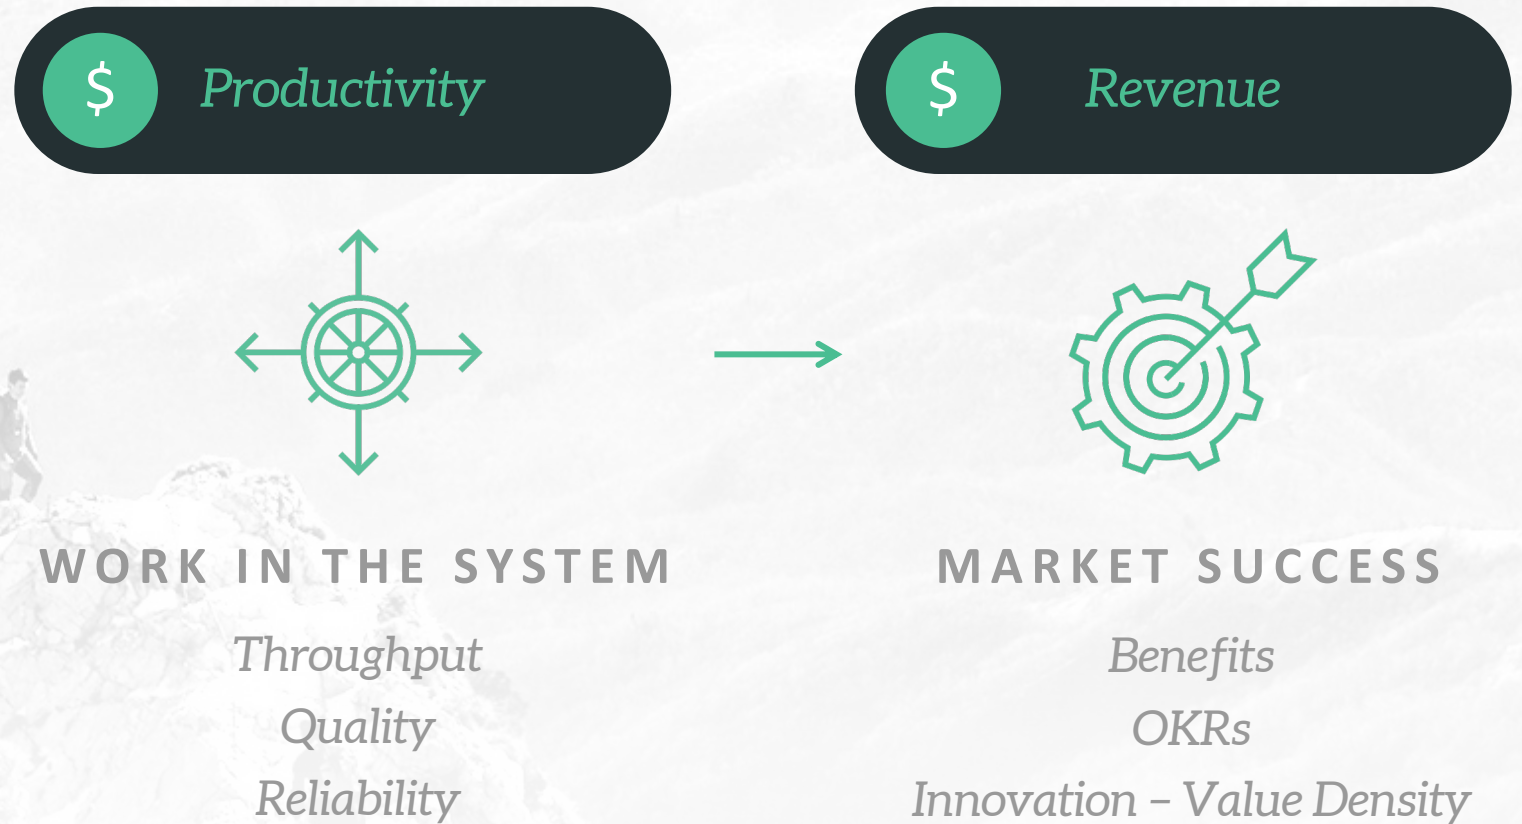 $ Productivity
$ Revenue
WORK IN THE SYSTEM
Throughput
Quality
Reliability
MARKET SUCCESS
Benefits
OKRs
Innovation – Value Density